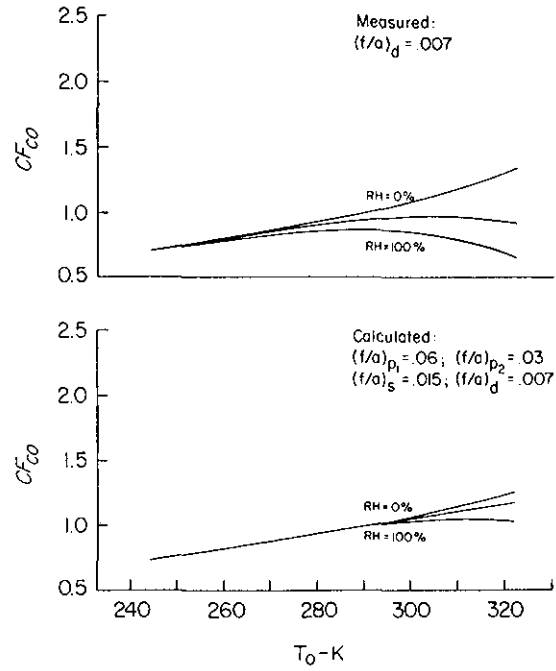 Measured:
(f/a)d = .007
2.5
2.0
1.5
1.0
0.5
CFCO
RH = 0%
RH = 100%
Calculated:
(f/a)p1 = .06; (f/a)p2 = .03
(f/a)s = .015; (f/a)d = .007
2.5
2.0
1.5
1.0
0.5
CFCO
RH = 0%
RH = 100%
240 260 280 300 320
To-K